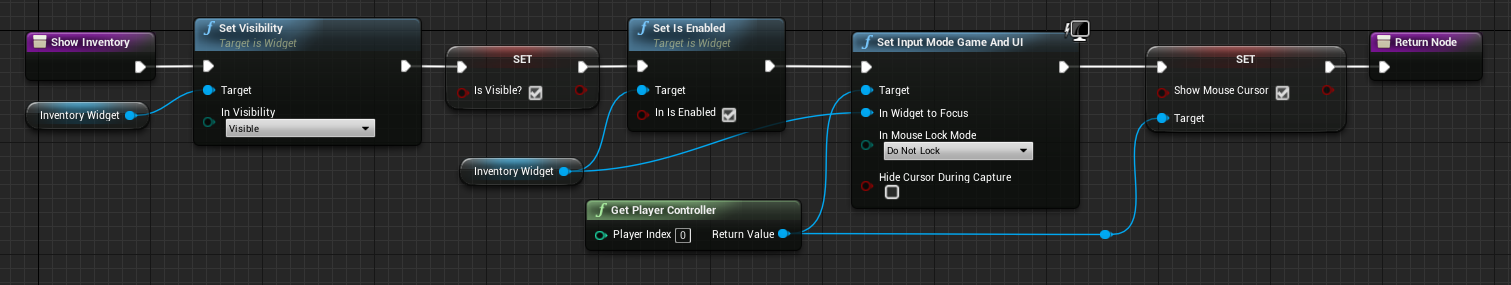 Show Inventory
Inventory Widget
Set Visibility
Target is Widget
Target
In Visibility
Visible
SET
Is Visible?
Inventory Widget
Set Is Enabled
Target is Widget
Target
In Is Enabled
Get Player Controller
Player Index 0 Return Value
Set Input Mode Game And UI
Target
In Widget to Focus
In Mouse Lock Mode
Do Not Lock
Hide Cursor During Capture
SET
Show Mouse Cursor
Target
Return Node